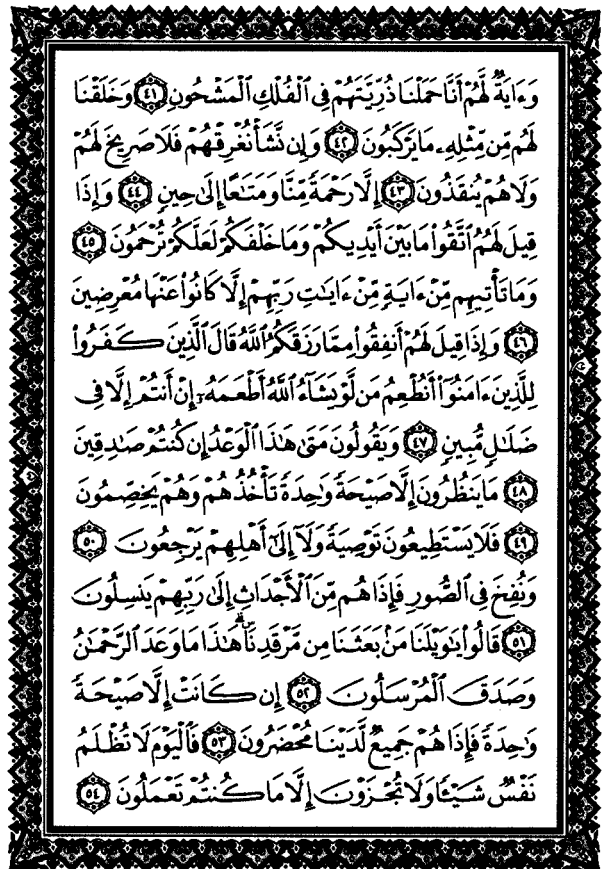 وَءَايَةٌ لَّهُمْ أَنَّا حَمَلْنَا ذُرِّيَّتَهُمْ فِى ٱلْفُلْكِ ٱلْمَشْحُونِ ٤١ وَخَلَقْنَا
لَهُم مِّن مِّثْلِهِۦ مَا يَرْكَبُونَ ٤٢ وَإِن نَّشَأْ نُغْرِقْهُمْ فَلَا صَرِيخَ لَهُمْ
وَلَا هُمْ يُنقَذُونَ ٤٣ إِلَّا رَحْمَةً مِّنَّا وَمَتَٰعًا إِلَىٰ حِينٍ ٤٤ وَإِذَا
قِيلَ لَهُمُ ٱتَّقُوا۟ مَا بَيْنَ أَيْدِيكُمْ وَمَا خَلْفَكُمْ لَعَلَّكُمْ تُرْحَمُونَ ٤٥
وَمَا تَأْتِيهِم مِّنْ ءَايَةٍ مِّنْ ءَايَٰتِ رَبِّهِمْ إِلَّا كَانُوا۟ عَنْهَا مُعْرِضِينَ
٤٦ وَإِذَا قِيلَ لَهُمْ أَنفِقُوا۟ مِمَّا رَزَقَكُمُ ٱللَّهُ قَالَ ٱلَّذِينَ كَفَرُوا۟
لِلَّذِينَ ءَامَنُوٓا۟ أَنُطْعِمُ مَن لَّوْ يَشَآءُ ٱللَّهُ أَطْعَمَهُۥٓ إِنْ أَنتُمْ إِلَّا فِى
ضَلَٰلٍ مُّبِينٍ ٤٧ وَيَقُولُونَ مَتَىٰ هَٰذَا ٱلْوَعْدُ إِن كُنتُمْ صَٰدِقِينَ
٤٨ مَا يَنظُرُونَ إِلَّا صَيْحَةً وَٰحِدَةً تَأْخُذُهُمْ وَهُمْ يَخِصِّمُونَ
٤٩ فَلَا يَسْتَطِيعُونَ تَوْصِيَةً وَلَآ إِلَىٰٓ أَهْلِهِمْ يَرْجِعُونَ ٥٠
وَنُفِخَ فِى ٱلصُّورِ فَإِذَا هُم مِّنَ ٱلْأَجْدَاثِ إِلَىٰ رَبِّهِمْ يَنسِلُونَ
٥١ قَالُوا۟ يَٰوَيْلَنَا مَنۢ بَعَثَنَا مِن مَّرْقَدِنَا ۜ ۗ هَٰذَا مَا وَعَدَ ٱلرَّحْمَٰنُ
وَصَدَقَ ٱلْمُرْسَلُونَ ٥٢ إِن كَانَتْ إِلَّا صَيْحَةً
وَٰحِدَةً فَإِذَا هُمْ جَمِيعٌ لَّدَيْنَا مُحْضَرُونَ ٥٣ فَٱلْيَوْمَ لَا تُظْلَمُ
نَفْسٌ شَيْـًٔا وَلَا تُجْزَوْنَ إِلَّا مَا كُنتُمْ تَعْمَلُونَ ٥٤